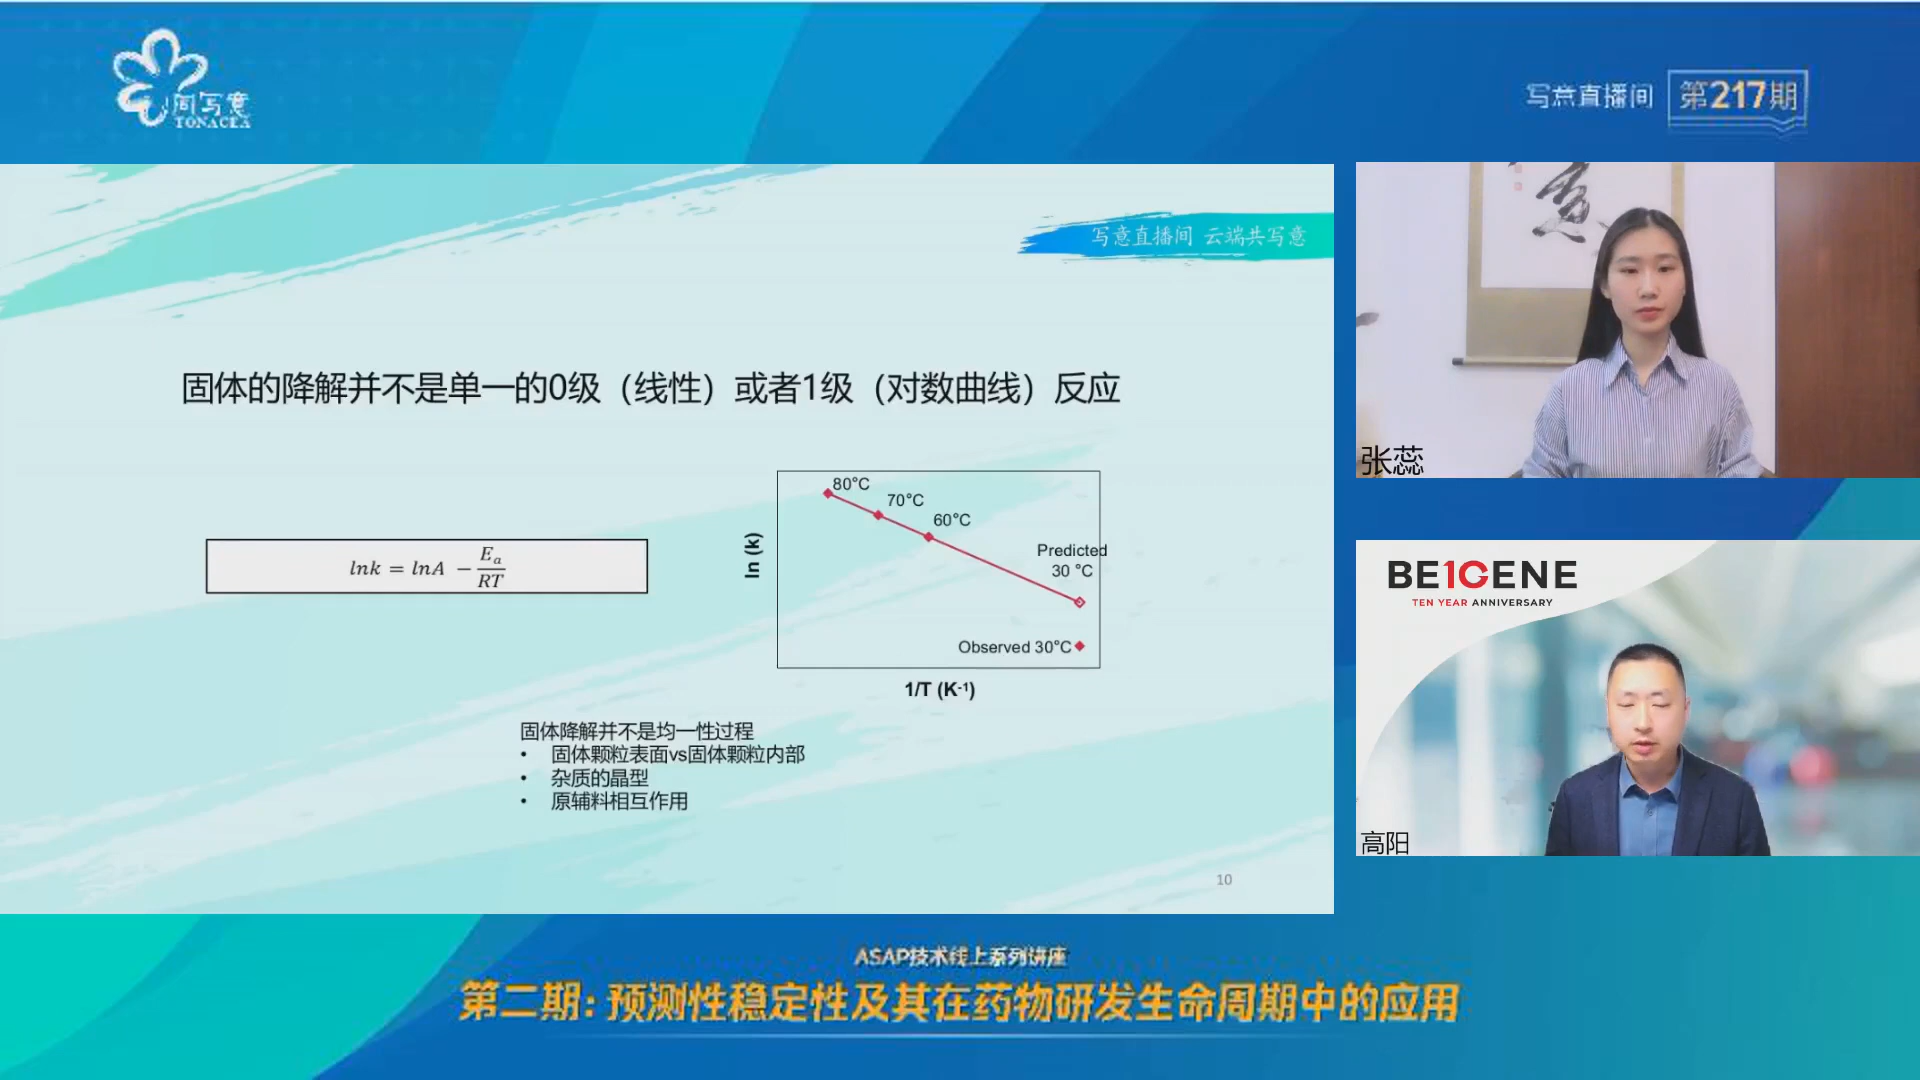 同写意
TONACEA
写意直播间 第217期
写意直播间 云端共写意
固体的降解并不是单一的0级（线性）或者1级（对数曲线）反应
lnk = lnA − Ea/RT
80°C
70°C
60°C
Predicted
30 °C
Observed 30°C
ln (k)
1/T (K-1)
固体降解并不是均一性过程
• 固体颗粒表面vs固体颗粒内部
• 杂质的晶型
• 原辅料相互作用
10
张蕊
BE1GENE
TEN YEAR ANNIVERSARY
高阳
ASAP技术线上系列讲座
第二期: 预测性稳定性及其在药物研发生命周期中的应用